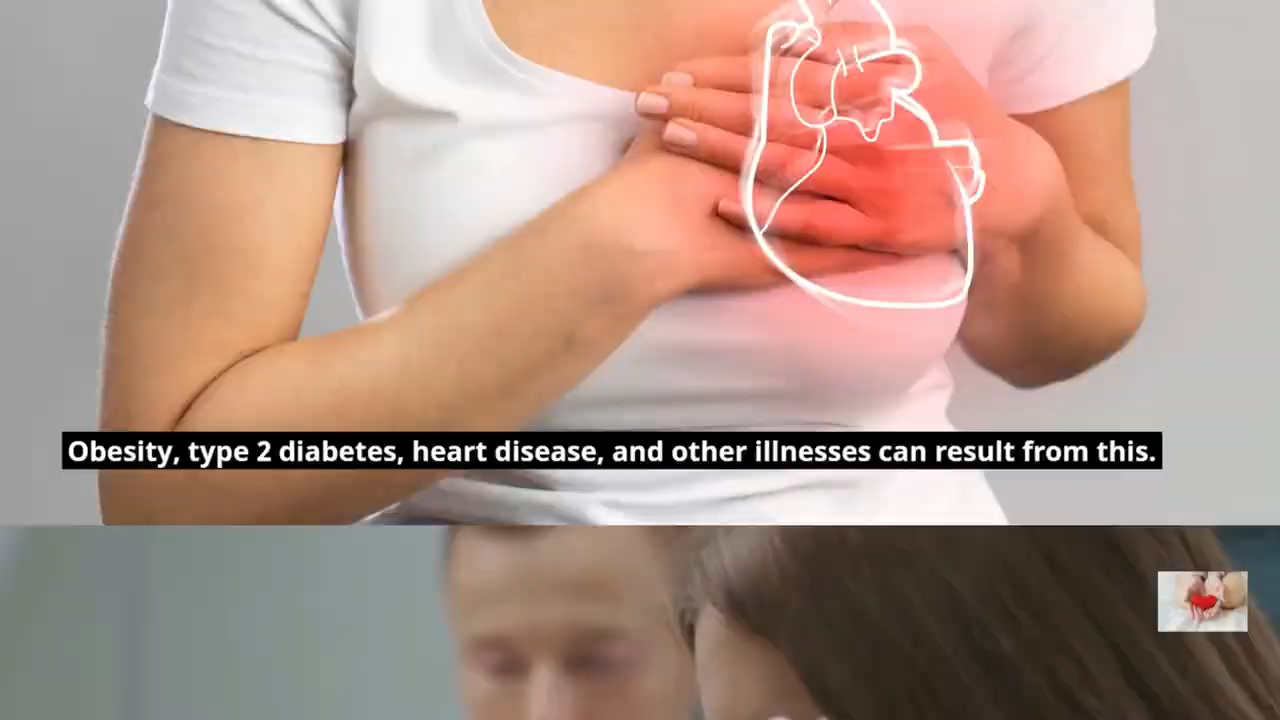 Obesity, type 2 diabetes, heart disease, and other illnesses can result from this.